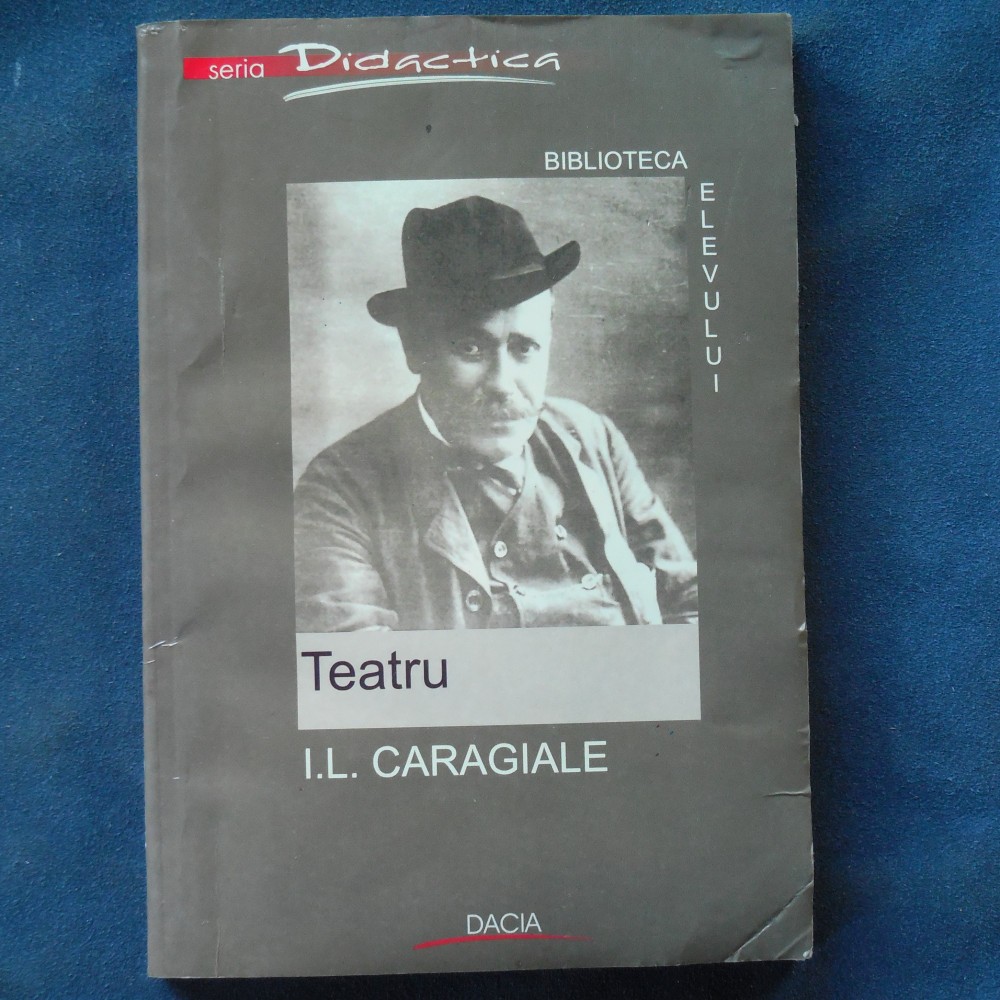 seria Didactica
BIBLIOTECA
ELEVULUI
Teatru
I.L. CARAGIALE
DACIA